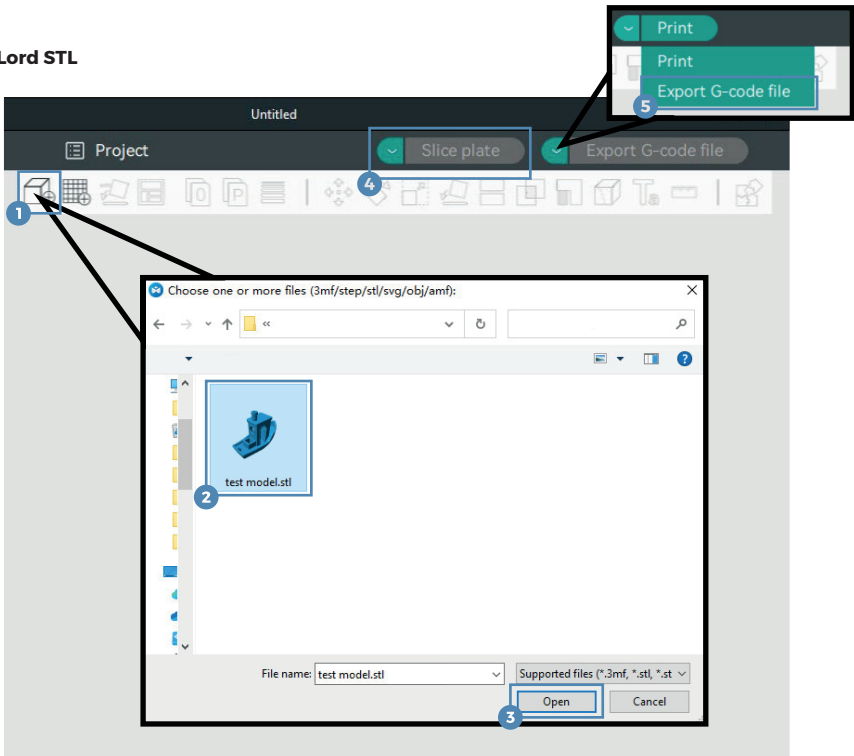 Lord STL
Print
Print
Export G-code file
5
Untitled
Project
Slice plate
Export G-code file
4
1
Choose one or more files (3mf/step/stl/svg/obj/amf):
test model.stl
2
File name: test model.stl
Supported files (*.3mf, *.stl, *.st
Open
Cancel
3